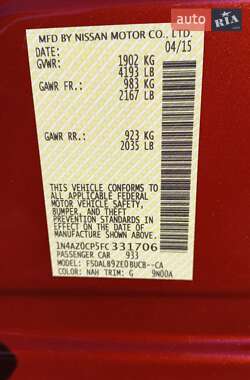 AUTO RIA
MFD BY NISSAN MOTOR CO., LTD.
DATE: 04/15
GVWR: 1902 KG
4193 LB
GAWR FR.: 983 KG
2167 LB
GAWR RR.: 923 KG
2035 LB
THIS VEHICLE CONFORMS TO
ALL APPLICABLE FEDERAL
MOTOR VEHICLE SAFETY,
BUMPER, AND THEFT
PREVENTION STANDARDS IN
EFFECT ON THE DATE OF
MANUFACTURE SHOWN ABOVE.
1N4AZ0CP5FC331706
PASSENGER CAR 933
MODEL:
COLOR: NAH TRIM: G 9N00A